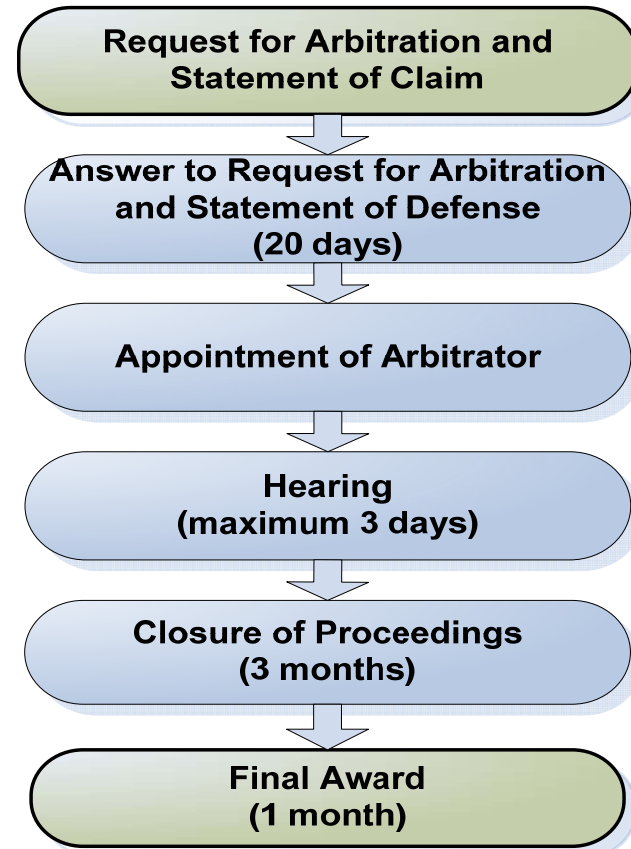 Request for Arbitration and
Statement of Claim
Answer to Request for Arbitration
and Statement of Defense
(20 days)
Appointment of Arbitrator
Hearing
(maximum 3 days)
Closure of Proceedings
(3 months)
Final Award
(1 month)